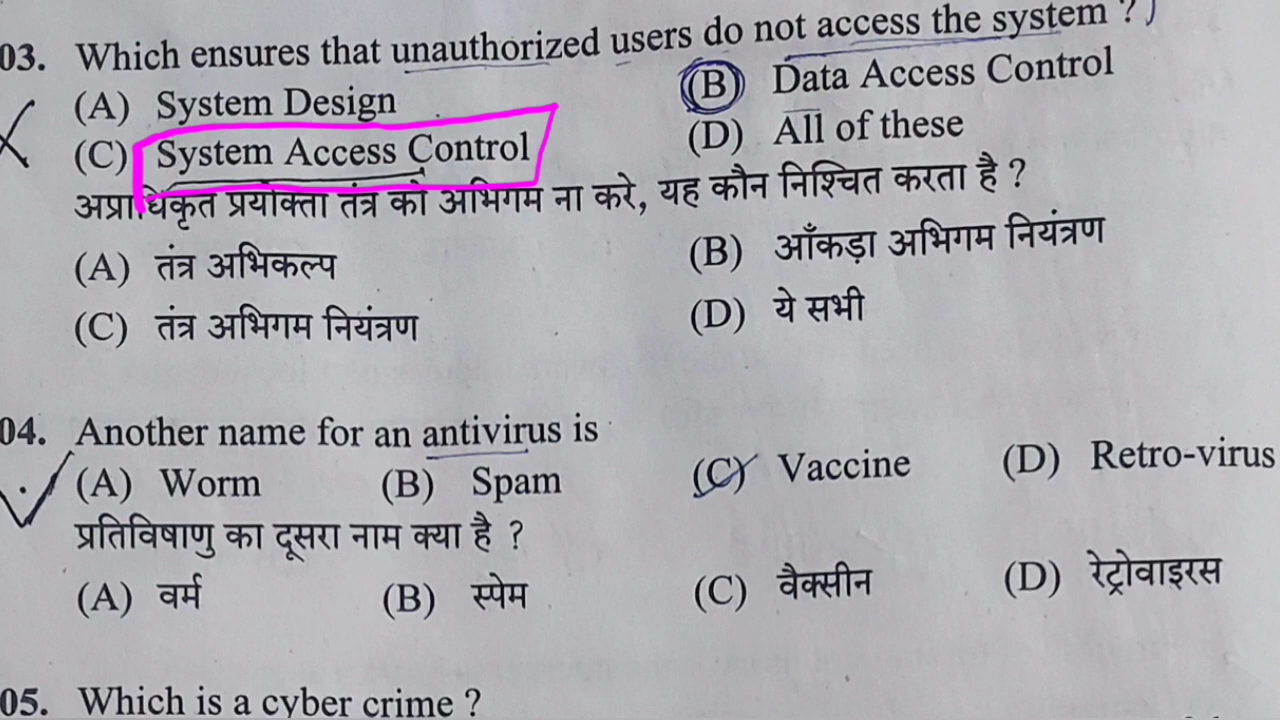 03. Which ensures that unauthorized users do not access the system ?
(A) System Design (B) Data Access Control
(C) System Access Control (D) All of these
अप्राधिकृत प्रयोक्ता तंत्र को अभिगम ना करे, यह कौन निश्चित करता है ?
(A) तंत्र अभिकल्प (B) आँकड़ा अभिगम नियंत्रण
(C) तंत्र अभिगम नियंत्रण (D) ये सभी
04. Another name for an antivirus is
(A) Worm (B) Spam (C) Vaccine (D) Retro-virus
प्रतिविषाणु का दूसरा नाम क्या है ?
(A) वर्म (B) स्पेम (C) वैक्सीन (D) रेट्रोवाइरस
05. Which is a cyber crime ?